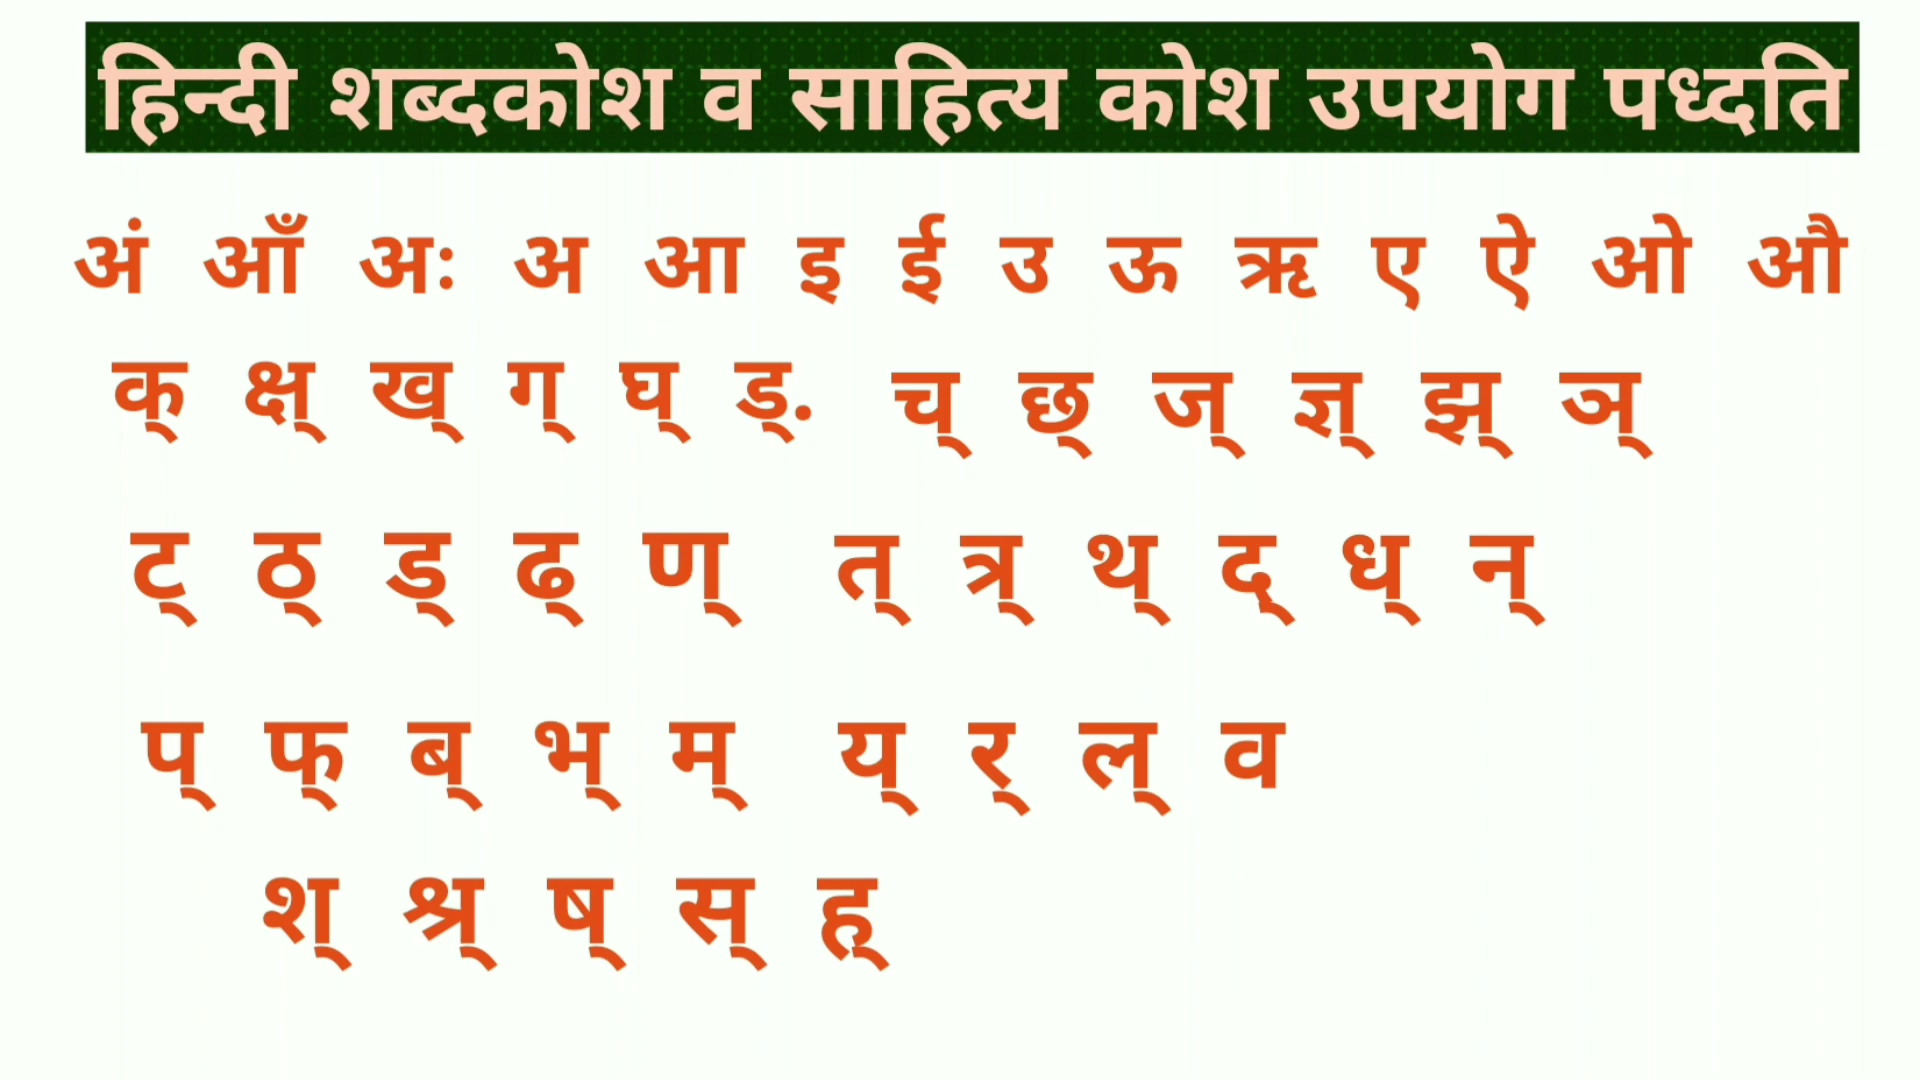 हिन्दी शब्दकोश व साहित्य कोश उपयोग पध्दति
अं आँ अः अ आ इ ई उ ऊ ऋ ए ऐ ओ औ
क् क्ष् ख् ग् घ् ड्. च् छ् ज् ज्ञ् झ् ञ्
ट् ठ् ड् ढ् ण् त् त्र् थ् द् ध् न्
प् फ् ब् भ् म् य् र् ल् व
श् श्र् ष् स् ह्